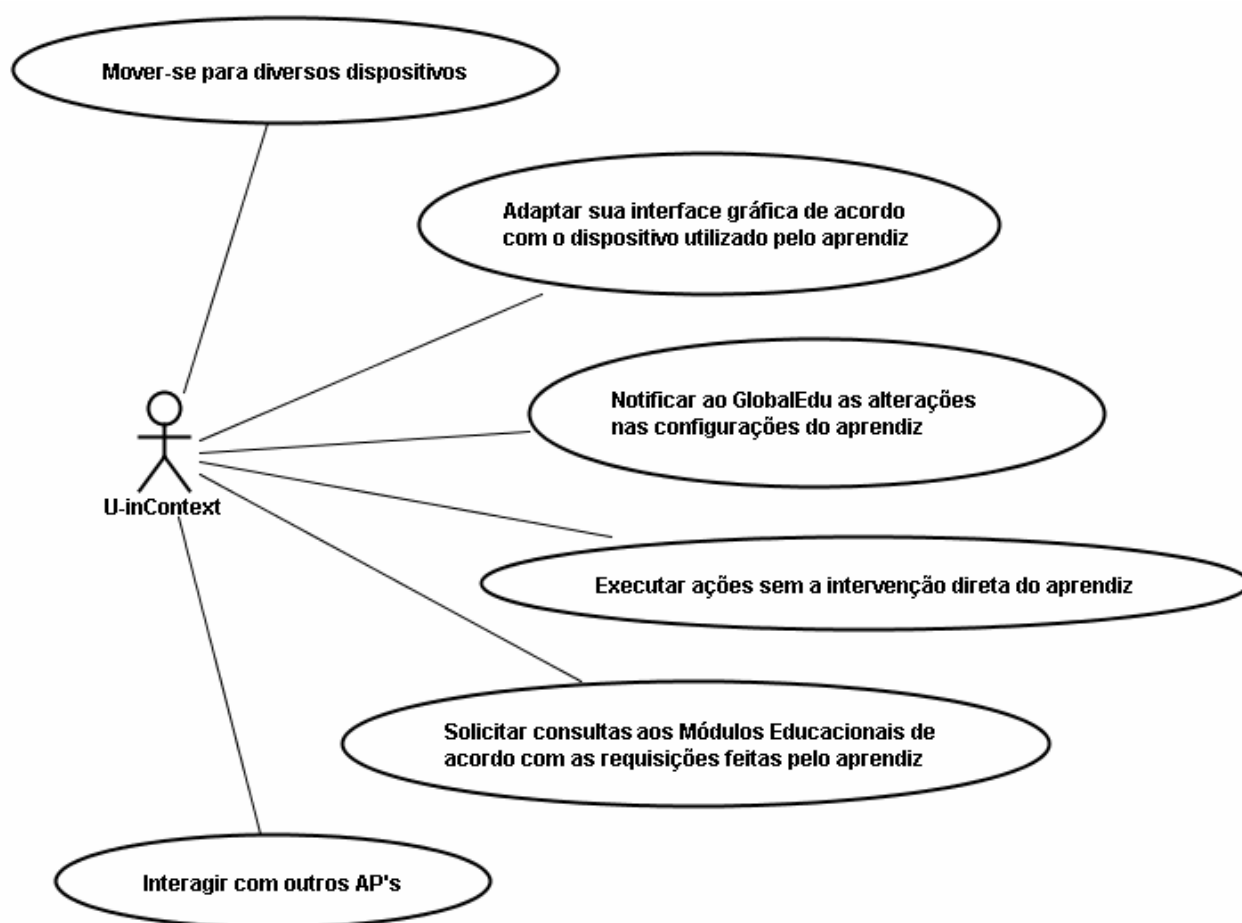 Mover-se para diversos dispositivos
Adaptar sua interface gráfica de acordo
com o dispositivo utilizado pelo aprendiz
Notificar ao GlobalEdu as alterações
nas configurações do aprendiz
U-inContext
Executar ações sem a intervenção direta do aprendiz
Solicitar consultas aos Módulos Educacionais de
acordo com as requisições feitas pelo aprendiz
Interagir com outros AP's